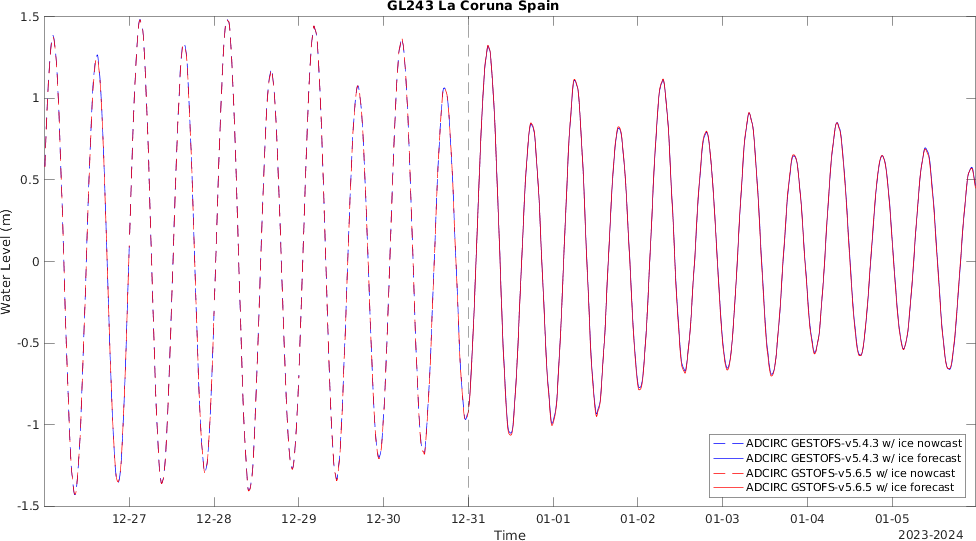 GL243 La Coruna Spain
1.5
1
0.5
0
-0.5
-1
-1.5
Water Level (m)
12-27
12-28
12-29
12-30
12-31
01-01
01-02
01-03
01-04
01-05
Time
2023-2024
ADCIRC GESTOFS-v5.4.3 w/ ice nowcast
ADCIRC GESTOFS-v5.4.3 w/ ice forecast
ADCIRC GSTOFS-v5.6.5 w/ ice nowcast
ADCIRC GSTOFS-v5.6.5 w/ ice forecast